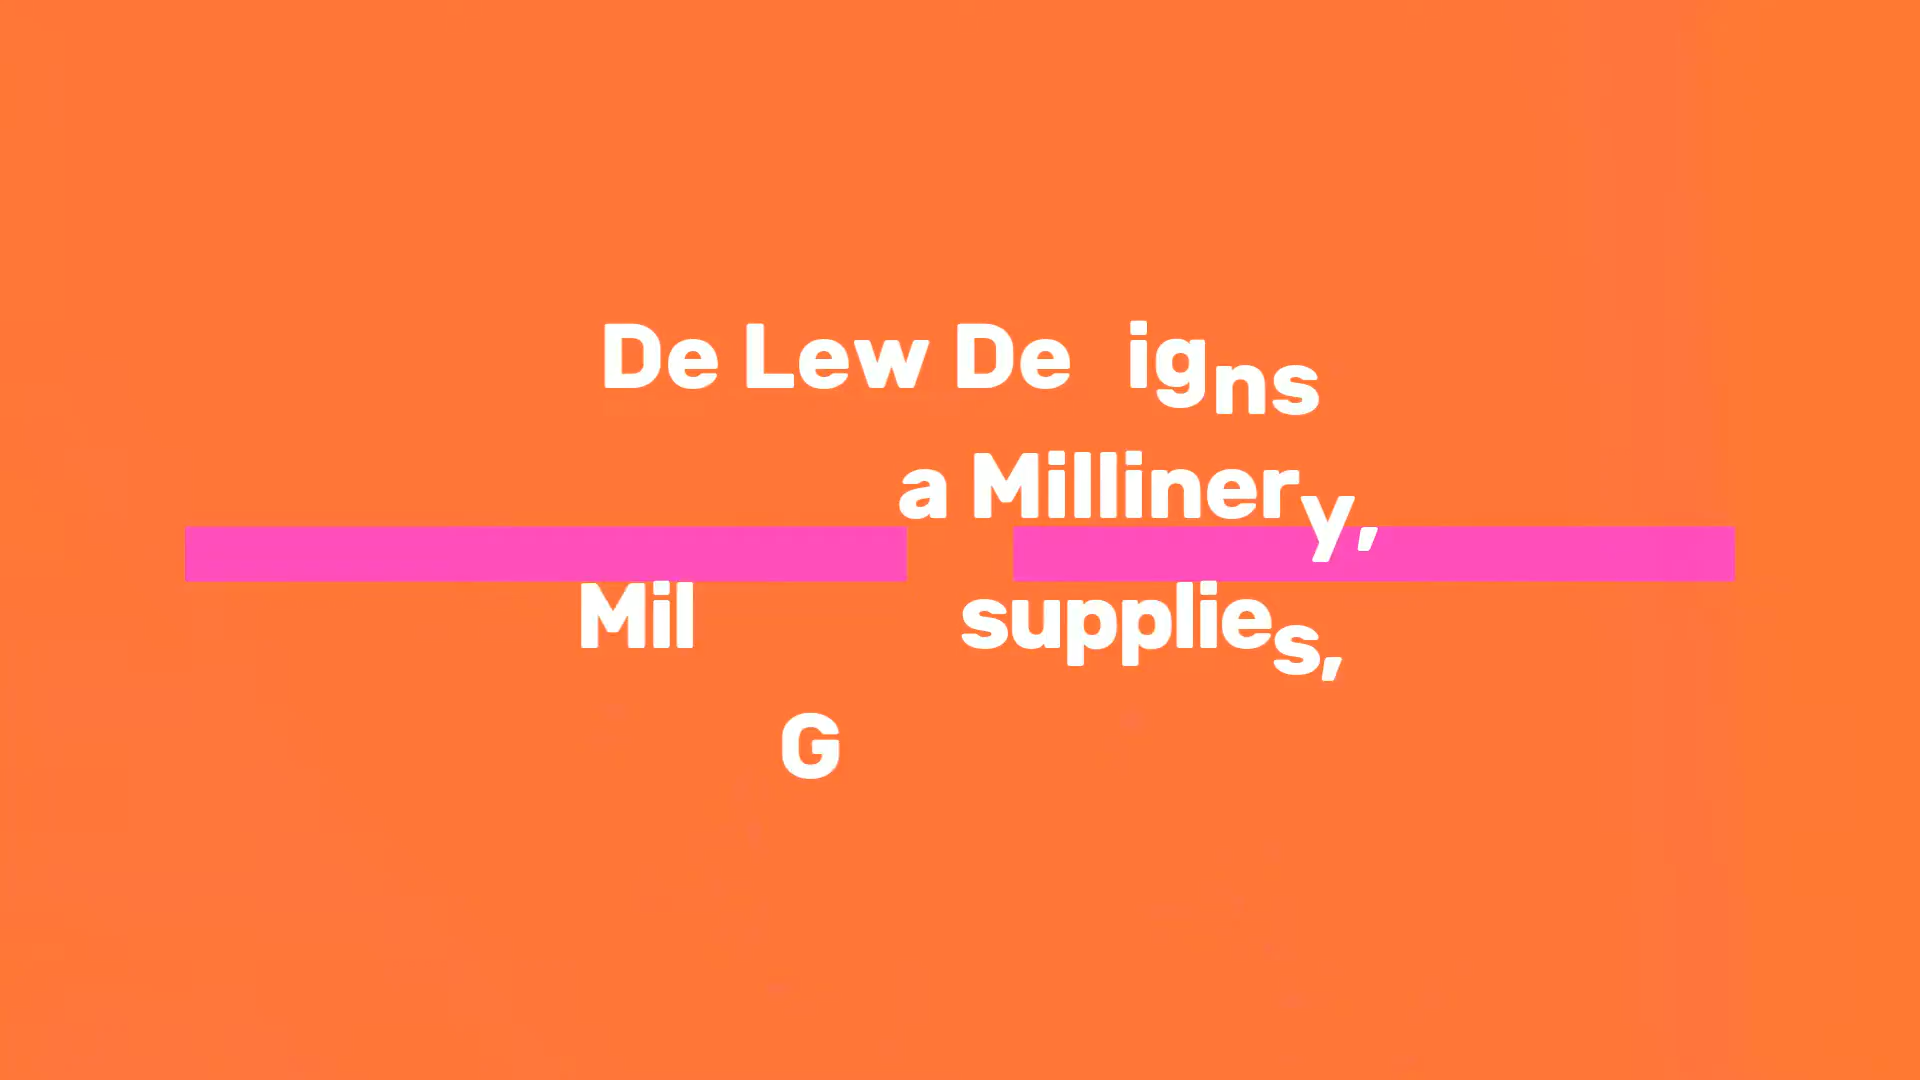 De Lew De igns
a Millinery,
Mil supplies,
G